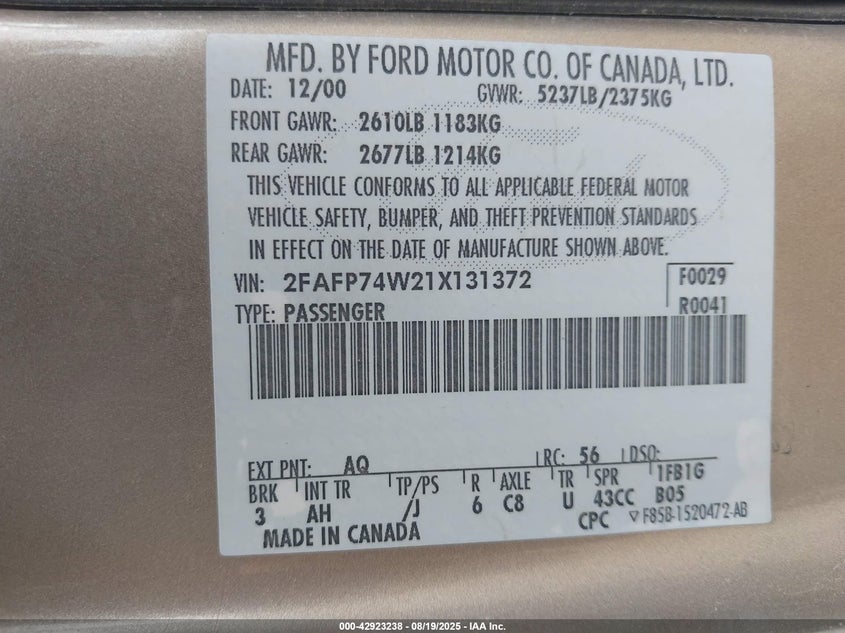 MFD. BY FORD MOTOR CO. OF CANADA, LTD.
DATE: 12/00 GVWR: 5237LB/2375KG
FRONT GAWR: 2610LB 1183KG
REAR GAWR: 2677LB 1214KG
THIS VEHICLE CONFORMS TO ALL APPLICABLE FEDERAL MOTOR
VEHICLE SAFETY, BUMPER, AND THEFT PREVENTION STANDARDS
IN EFFECT ON THE DATE OF MANUFACTURE SHOWN ABOVE.
VIN: 2FAFP74W21X131372 F0029
TYPE: PASSENGER R0041
EXT PNT: AQ RC: 56 DSO:
BRK INT TR TP/PS R AXLE TR SPR 1FB1G
3 AH /J 6 C8 U 43CC B05
MADE IN CANADA CPC ▽F85B-1520472-AB
000-42923238 - 08/19/2025 - IAA Inc.